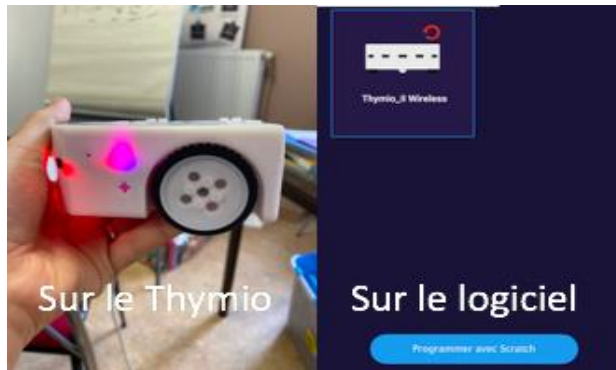 Thymio_II Wireless
Sur le Thymio
Sur le logiciel
Programmer avec Scratch